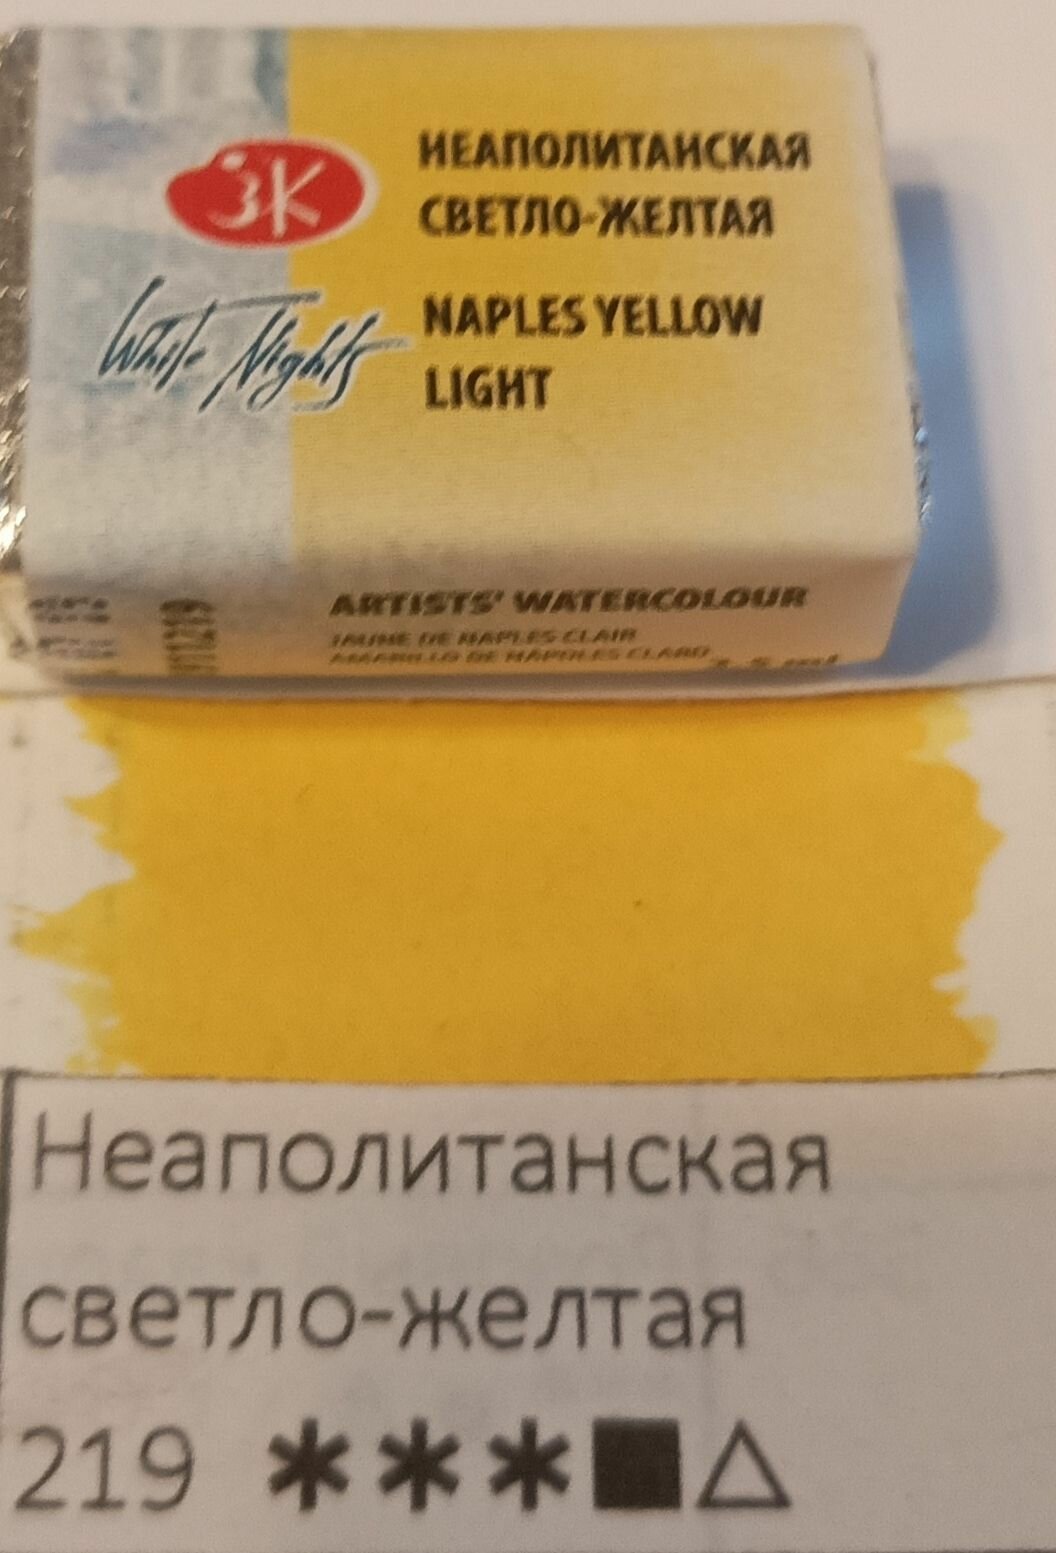 ЗК
НЕАПОЛИТАНСКАЯ
СВЕТЛО-ЖЕЛТАЯ
White Nights
NAPLES YELLOW
LIGHT
ARTISTS' WATERCOLOUR
JAUNE DE NAPLES CLAIR
AMARILLO DE NÁPOLES CLARO
Неаполитанская
светло-желтая
219 * * * ■ △